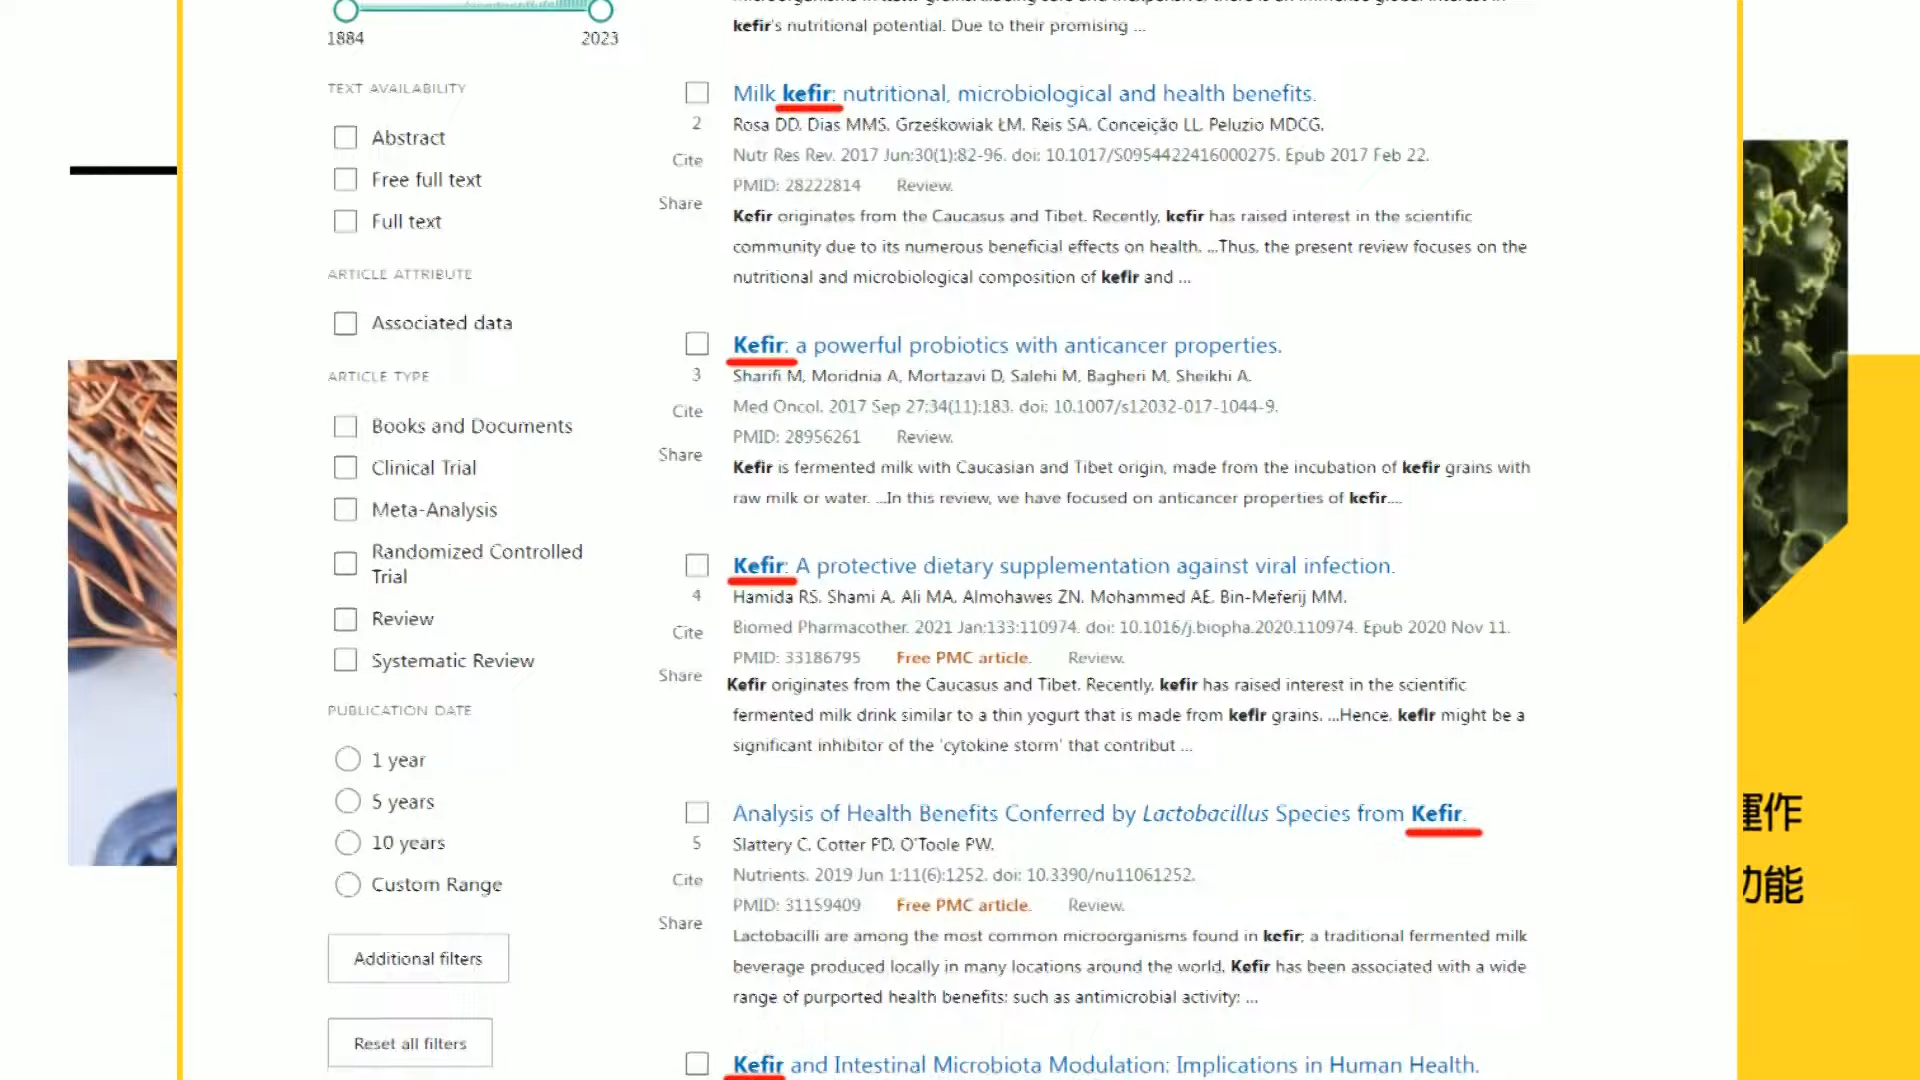 1884
2023
TEXT AVAILABILITY
Abstract
Free full text
Full text
ARTICLE ATTRIBUTE
Associated data
ARTICLE TYPE
Books and Documents
Clinical Trial
Meta-Analysis
Randomized Controlled
Trial
Review
Systematic Review
PUBLICATION DATE
1 year
5 years
10 years
Custom Range
Additional filters
Reset all filters
kefir's nutritional potential. Due to their promising ...
Milk kefir: nutritional, microbiological and health benefits.
2
Rosa DD, Dias MMS, Grześkowiak ŁM, Reis SA, Conceição LL, Peluzio MDCG.
Cite
Nutr Res Rev. 2017 Jun;30(1):82-96. doi: 10.1017/S0954422416000275. Epub 2017 Feb 22.
PMID: 28222814 Review.
Share
Kefir originates from the Caucasus and Tibet. Recently, kefir has raised interest in the scientific
community due to its numerous beneficial effects on health. ...Thus, the present review focuses on the
nutritional and microbiological composition of kefir and ...
Kefir: a powerful probiotics with anticancer properties.
3
Sharifi M, Moridnia A, Mortazavi D, Salehi M, Bagheri M, Sheikhi A.
Cite
Med Oncol. 2017 Sep 27;34(11):183. doi: 10.1007/s12032-017-1044-9.
PMID: 28956261 Review.
Share
Kefir is fermented milk with Caucasian and Tibet origin, made from the incubation of kefir grains with
raw milk or water. ...In this review, we have focused on anticancer properties of kefir....
Kefir: A protective dietary supplementation against viral infection.
4
Hamida RS, Shami A, Ali MA, Almohawes ZN, Mohammed AE, Bin-Meferij MM.
Cite
Biomed Pharmacother. 2021 Jan;133:110974. doi: 10.1016/j.biopha.2020.110974. Epub 2020 Nov 11.
PMID: 33186795 Free PMC article. Review.
Share
Kefir originates from the Caucasus and Tibet. Recently, kefir has raised interest in the scientific
fermented milk drink similar to a thin yogurt that is made from kefir grains. ...Hence, kefir might be a
significant inhibitor of the 'cytokine storm' that contribut ...
Analysis of Health Benefits Conferred by Lactobacillus Species from Kefir.
5
Slattery C, Cotter PD, O'Toole PW.
Cite
Nutrients. 2019 Jun 1;11(6):1252. doi: 10.3390/nu11061252.
PMID: 31159409 Free PMC article. Review.
Share
Lactobacilli are among the most common microorganisms found in kefir; a traditional fermented milk
beverage produced locally in many locations around the world. Kefir has been associated with a wide
range of purported health benefits; such as antimicrobial activity; ...
Kefir and Intestinal Microbiota Modulation: Implications in Human Health.
運作
功能